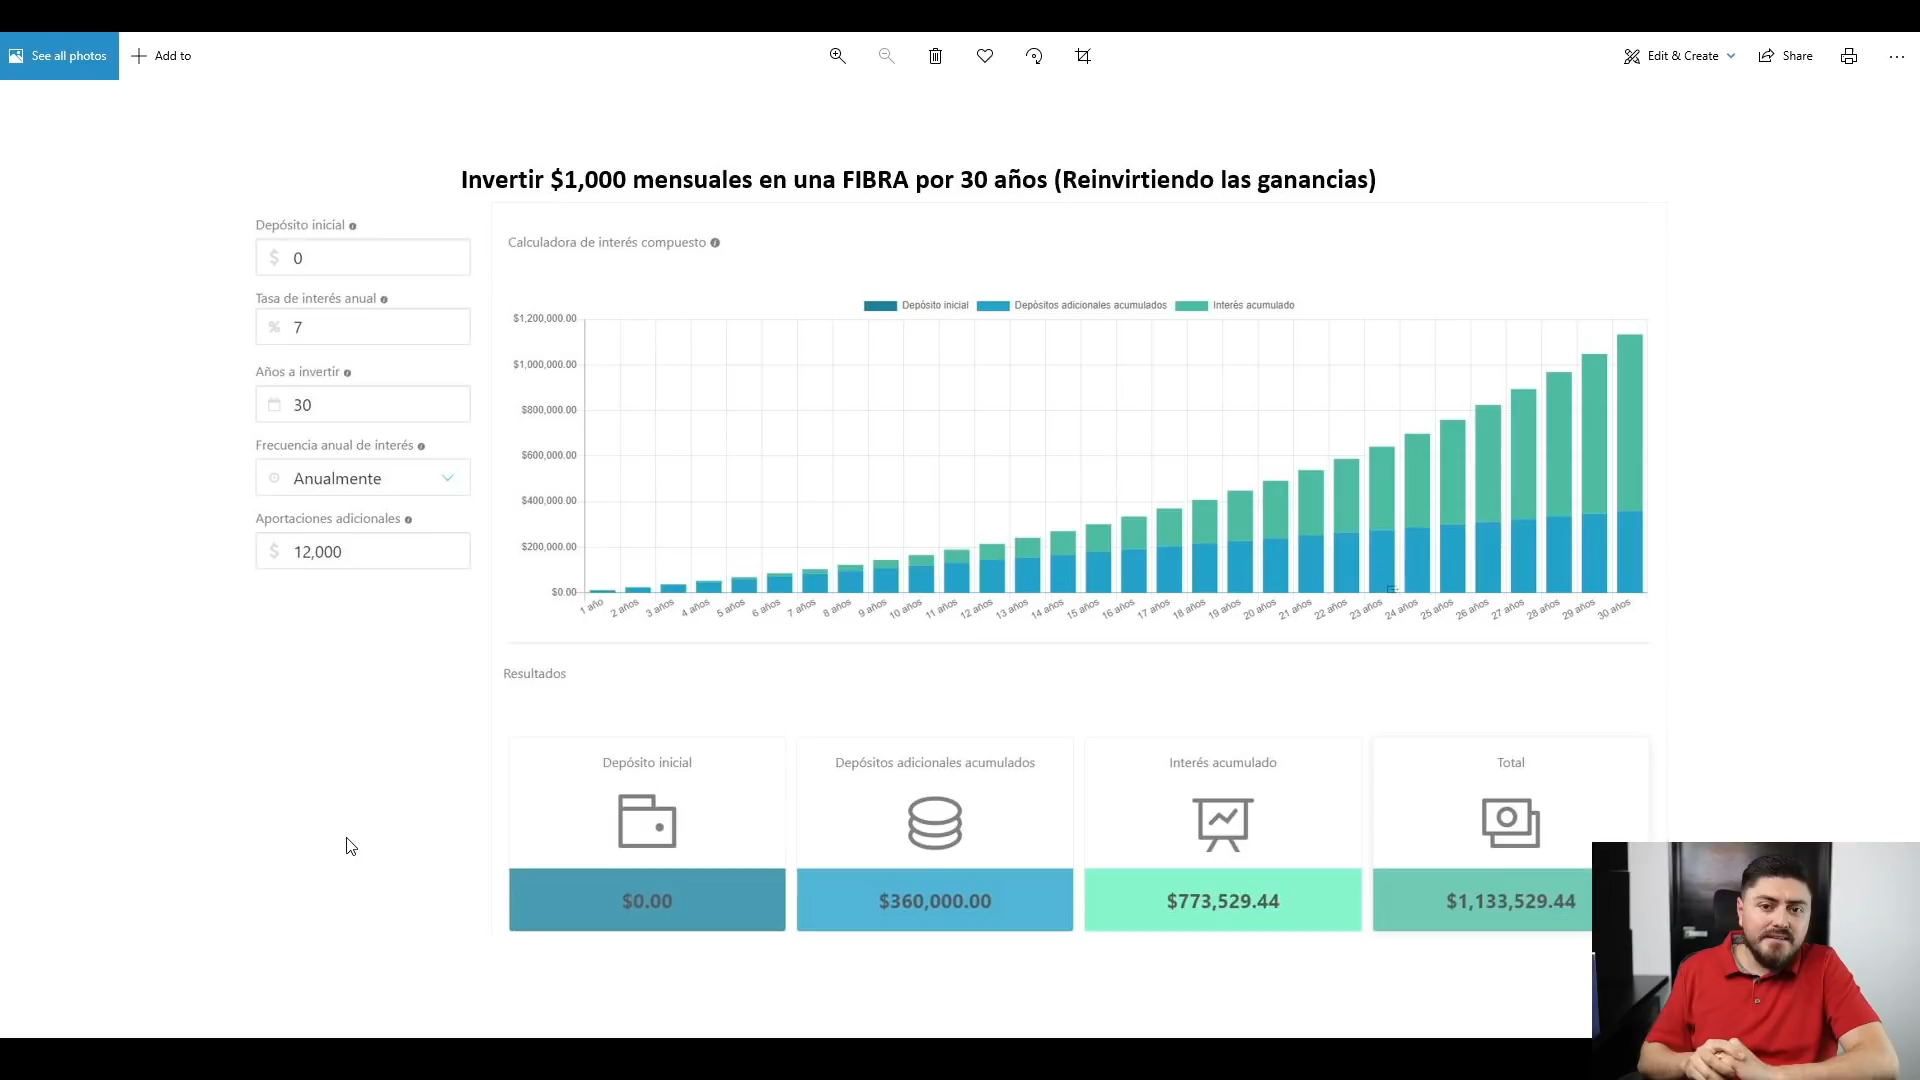 See all photos
Add to
Edit & Create
Share
Invertir $1,000 mensuales en una FIBRA por 30 años (Reinvirtiendo las ganancias)
Depósito inicial
$ 0
Tasa de interés anual
% 7
Años a invertir
30
Frecuencia anual de interés
Anualmente
Aportaciones adicionales
$ 12,000
Calculadora de interés compuesto
Depósito inicial Depósitos adicionales acumulados Interés acumulado
$1,200,000.00
$1,000,000.00
$800,000.00
$600,000.00
$400,000.00
$200,000.00
$0.00
1 año 2 años 3 años 4 años 5 años 6 años 7 años 8 años 9 años 10 años 11 años 12 años 13 años 14 años 15 años 16 años 17 años 18 años 19 años 20 años 21 años 22 años 23 años 24 años 25 años 26 años 27 años 28 años 29 años 30 años
Resultados
Depósito inicial
$0.00
Depósitos adicionales acumulados
$360,000.00
Interés acumulado
$773,529.44
Total
$1,133,529.44